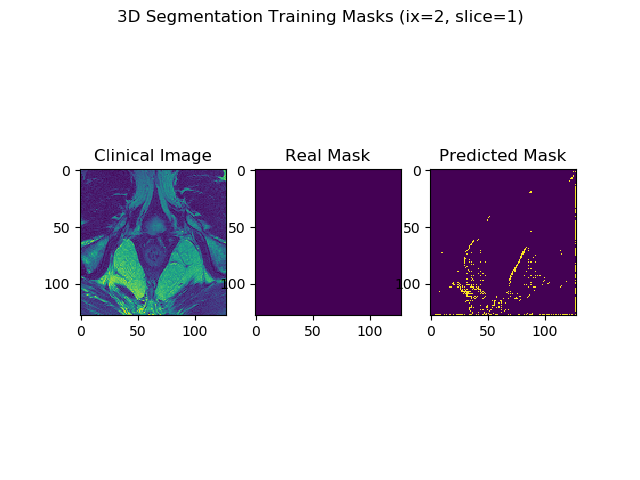 3D Segmentation Training Masks (ix=2, slice=1)
Clinical Image Real Mask Predicted Mask
0 0 0
50 50 50
100 100 100
0 50 100 0 50 100 0 50 100